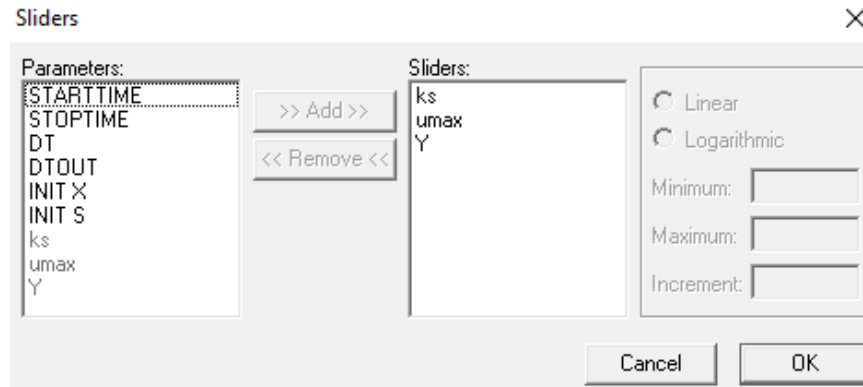 Sliders
Parameters:
STARTTIME
STOPTIME
DT
DTOUT
INIT X
INIT S
ks
umax
Y
>> Add >>
<< Remove <<
Sliders:
ks
umax
Y
Linear
Logarithmic
Minimum:
Maximum:
Increment:
Cancel
OK